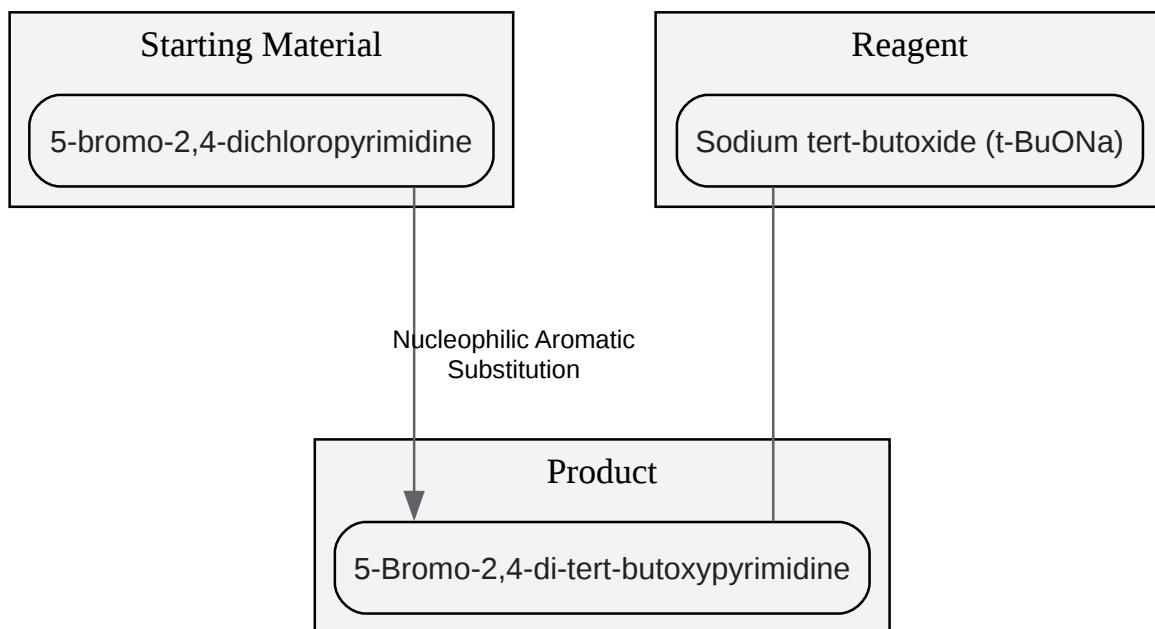 Starting Material
5-bromo-2,4-dichloropyrimidine
Reagent
Sodium tert-butoxide (t-BuONa)
Nucleophilic Aromatic
Substitution
Product
5-Bromo-2,4-di-tert-butoxypyrimidine